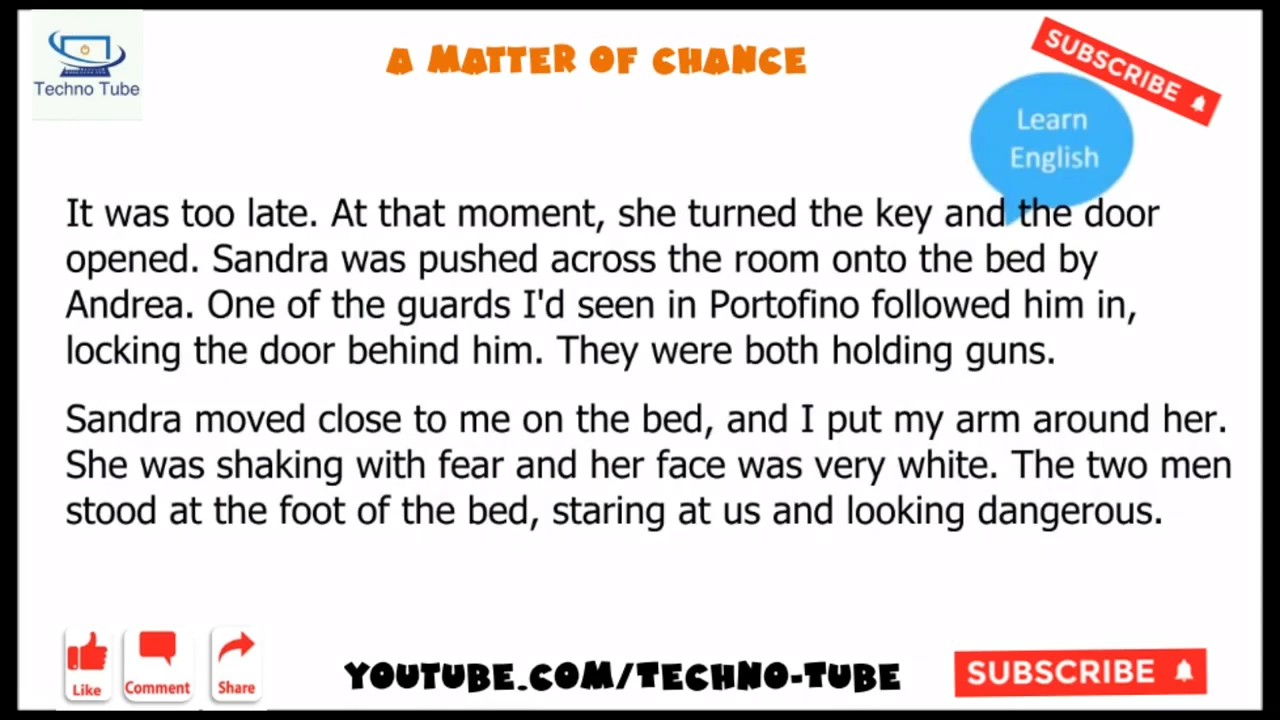 A MATTER OF CHANCE
SUBSCRIBE
Techno Tube
Learn
English
It was too late. At that moment, she turned the key and the door
opened. Sandra was pushed across the room onto the bed by
Andrea. One of the guards I'd seen in Portofino followed him in,
locking the door behind him. They were both holding guns.
Sandra moved close to me on the bed, and I put my arm around her.
She was shaking with fear and her face was very white. The two men
stood at the foot of the bed, staring at us and looking dangerous.
Like
Comment
Share
YOUTUBE.COM/TECHNO-TUBE
SUBSCRIBE